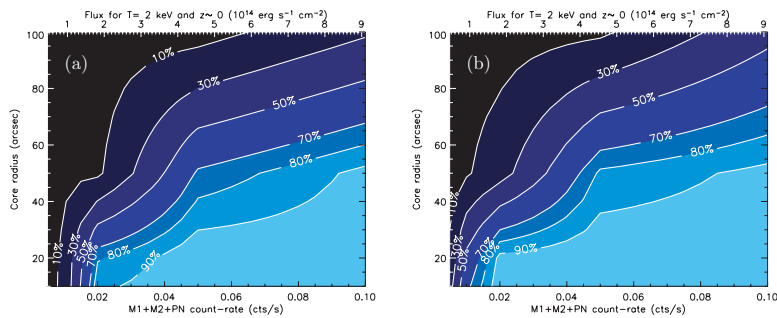 Flux for T= 2 keV and z~ 0 (10¹⁴ erg s⁻¹ cm⁻²)
1 2 3 4 5 6 7 8 9
100
80
60
40
20
Core radius (arcsec)
(a)
10%
30%
50%
70%
80%
90%
10%
30%
50%
70%
80%
90%
0.02 0.04 0.06 0.08 0.10
M1+M2+PN count-rate (cts/s)
Flux for T= 2 keV and z~ 0 (10¹⁴ erg s⁻¹ cm⁻²)
1 2 3 4 5 6 7 8 9
100
80
60
40
20
Core radius (arcsec)
(b)
30%
50%
70%
80%
10%
30%
50%
70%
80%
90%
0.02 0.04 0.06 0.08 0.10
M1+M2+PN count-rate (cts/s)